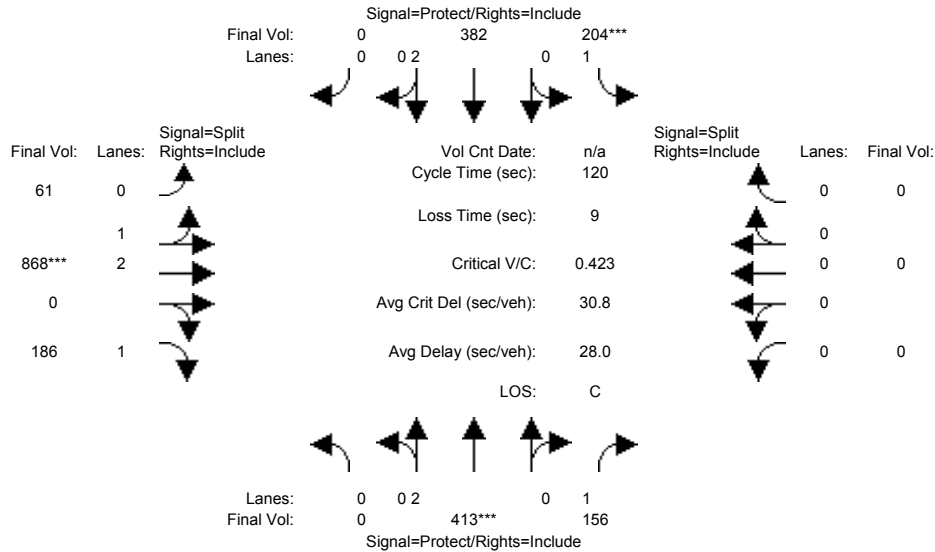 Signal=Protect/Rights=Include
Final Vol: 0 382 204***
Lanes: 0 0 2 0 1
Signal=Split
Final Vol: Lanes: Rights=Include
Vol Cnt Date: n/a
Signal=Split
Rights=Include Lanes: Final Vol:
Cycle Time (sec): 120
61 0
0 0
Loss Time (sec): 9
1
0
868*** 2
Critical V/C: 0.423
0 0
0
Avg Crit Del (sec/veh): 30.8
0
186 1
Avg Delay (sec/veh): 28.0
0 0
LOS: C
Lanes: 0 0 2 0 1
Final Vol: 0 413*** 156
Signal=Protect/Rights=Include